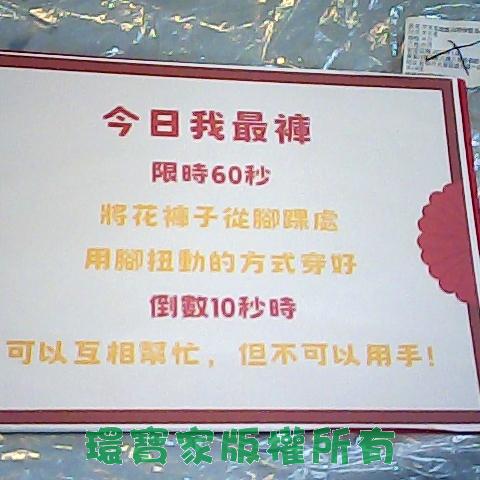 今日我最褲
限時60秒
將花褲子從腳踝處
用腳扭動的方式穿好
倒數10秒時
可以互相幫忙，但不可以用手！
環寶家版權所有